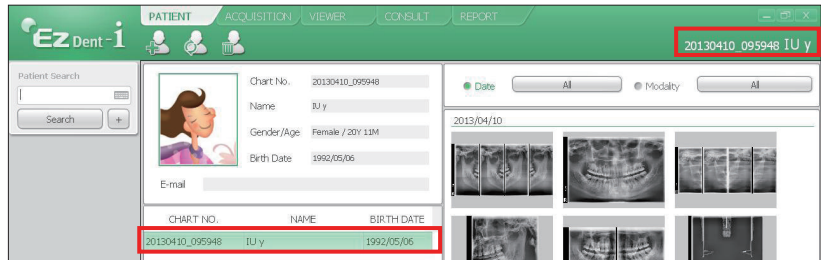 PATIENT ACQUISITION VIEWER CONSULT REPORT
Ez Dent-i
20130410_095948 IU y
Patient Search
Search +
Chart No. 20130410_095948
Name IU y
Gender/Age Female / 20Y 11M
Birth Date 1992/05/06
E-mail
CHART NO. NAME BIRTH DATE
20130410_095948 IU y 1992/05/06
Date All Modality All
2013/04/10